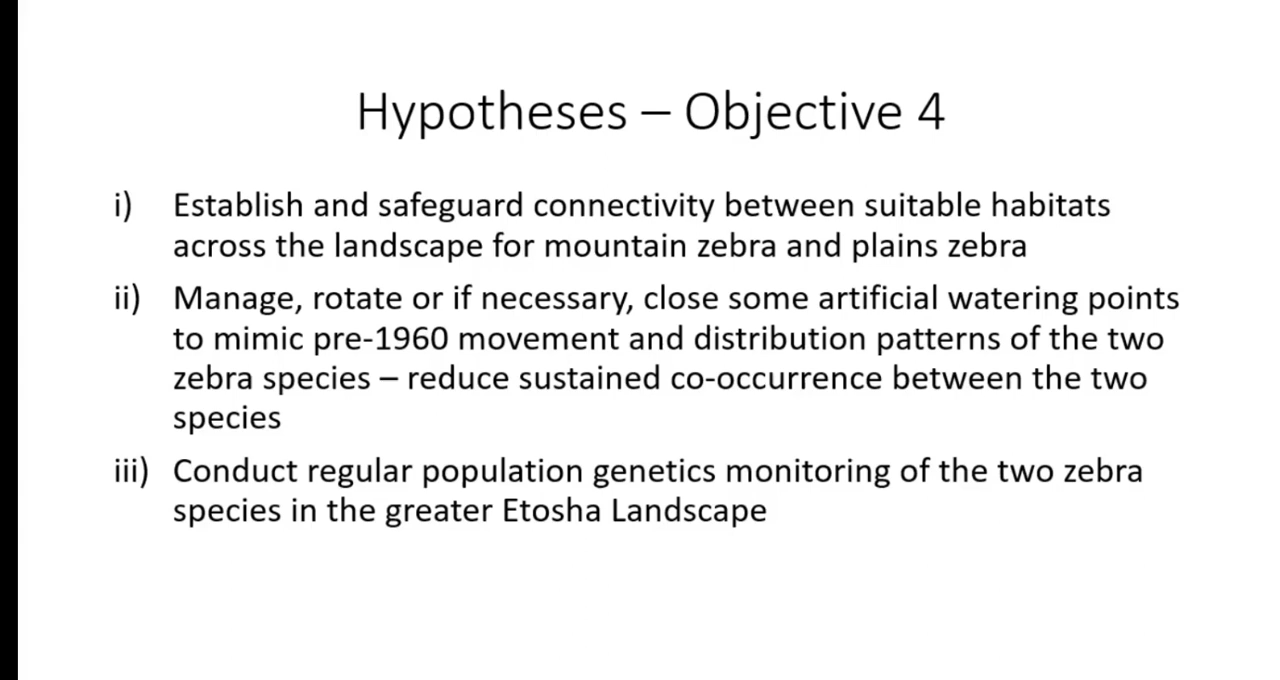 Hypotheses – Objective 4
i) Establish and safeguard connectivity between suitable habitats
across the landscape for mountain zebra and plains zebra
ii) Manage, rotate or if necessary, close some artificial watering points
to mimic pre-1960 movement and distribution patterns of the two
zebra species – reduce sustained co-occurrence between the two
species
iii) Conduct regular population genetics monitoring of the two zebra
species in the greater Etosha Landscape